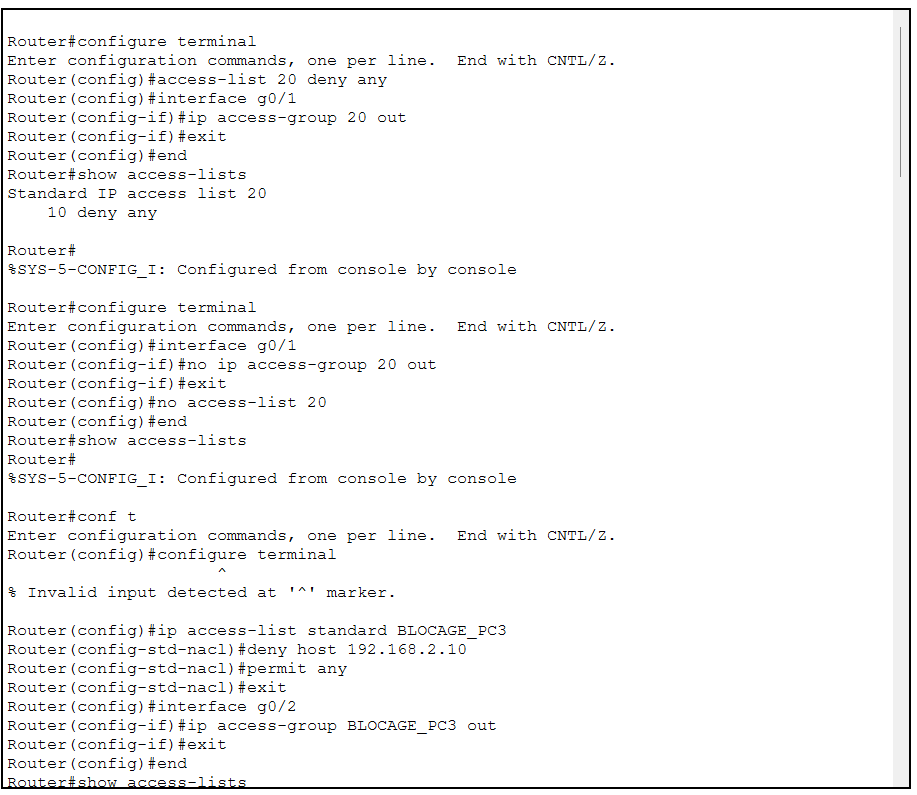 Router#configure terminal
Enter configuration commands, one per line.  End with CNTL/Z.
Router(config)#access-list 20 deny any
Router(config)#interface g0/1
Router(config-if)#ip access-group 20 out
Router(config-if)#exit
Router(config)#end
Router#show access-lists
Standard IP access list 20
    10 deny any
Router#
%SYS-5-CONFIG_I: Configured from console by console
Router#configure terminal
Enter configuration commands, one per line.  End with CNTL/Z.
Router(config)#interface g0/1
Router(config-if)#no ip access-group 20 out
Router(config-if)#exit
Router(config)#no access-list 20
Router(config)#end
Router#show access-lists
Router#
%SYS-5-CONFIG_I: Configured from console by console
Router#conf t
Enter configuration commands, one per line.  End with CNTL/Z.
Router(config)#configure terminal
                     ^
% Invalid input detected at '^' marker.
Router(config)#ip access-list standard BLOCAGE_PC3
Router(config-std-nacl)#deny host 192.168.2.10
Router(config-std-nacl)#permit any
Router(config-std-nacl)#exit
Router(config)#interface g0/2
Router(config-if)#ip access-group BLOCAGE_PC3 out
Router(config-if)#exit
Router(config)#end
Router#show access-lists